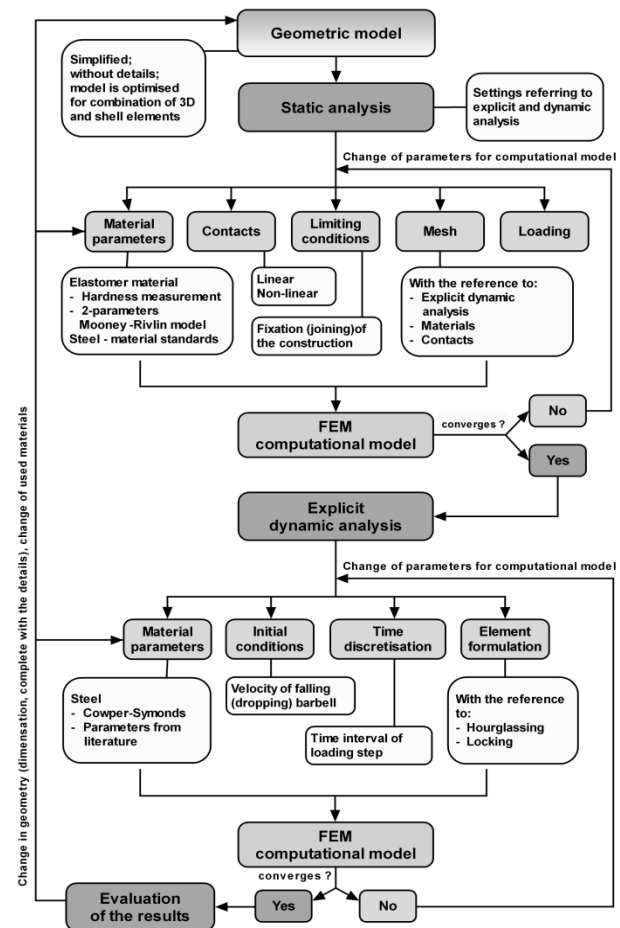 Geometric model
Simplified;
without details;
model is optimised
for combination of 3D
and shell elements
Static analysis
Settings referring to
explicit and dynamic
analysis
Change of parameters for computational model
Material
parameters
Contacts
Limiting
conditions
Mesh
Loading
Elastomer material
- Hardness measurement
- 2-parameters
Mooney -Rivlin model
Steel - material standards
Linear
Non-linear
Fixation (joining)of
the construction
With the reference to:
- Explicit dynamic
analysis
- Materials
- Contacts
FEM
computational model
converges ?
No
Yes
Explicit
dynamic analysis
Change of parameters for computational model
Material
parameters
Initial
conditions
Time
discretisation
Element
formulation
Steel
- Cowper-Symonds
- Parameters from
literature
Velocity of falling
(dropping) barbell
Time interval of
loading step
With the reference
to:
- Hourglassing
- Locking
FEM
computational model
converges ?
Yes
No
Evaluation
of the results
Change in geometry (dimensation, complete with the details), change of used materials